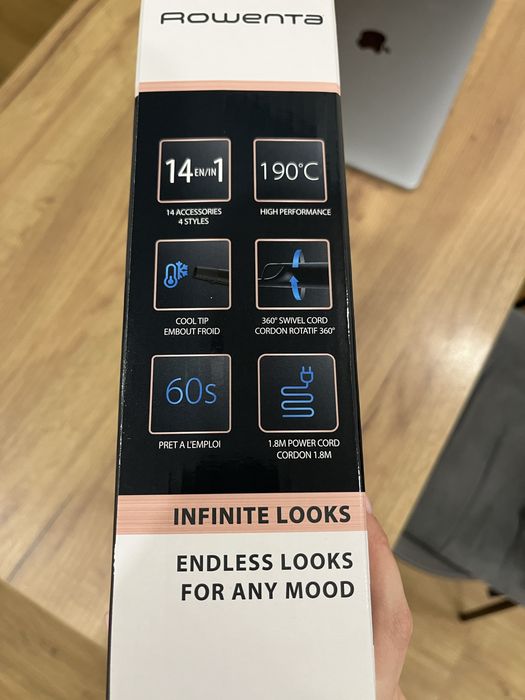 Rowenta
14 EN/IN 1
190°C
14 ACCESSORIES
4 STYLES
HIGH PERFORMANCE
COOL TIP
EMBOUT FROID
360° SWIVEL CORD
CORDON ROTATIF 360°
60s
PRET A L'EMPLOI
1.8M POWER CORD
CORDON 1.8M
INFINITE LOOKS
ENDLESS LOOKS
FOR ANY MOOD